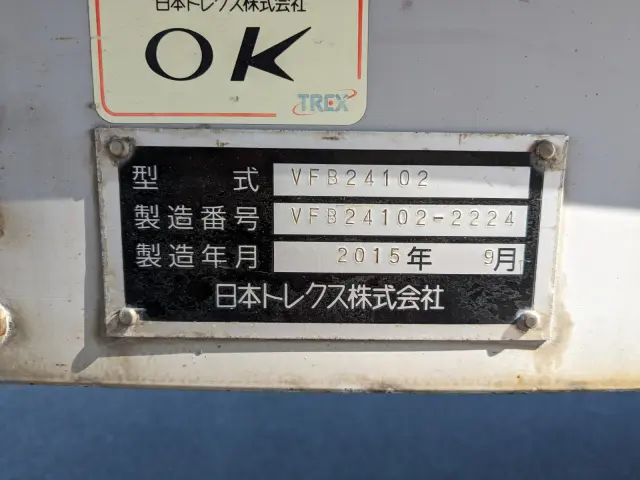 日本トレクス株式会社
OK
TREX
型 式 VFB24102
製造番号 VFB24102-2224
製造年月 2015年 9月
日本トレクス株式会社